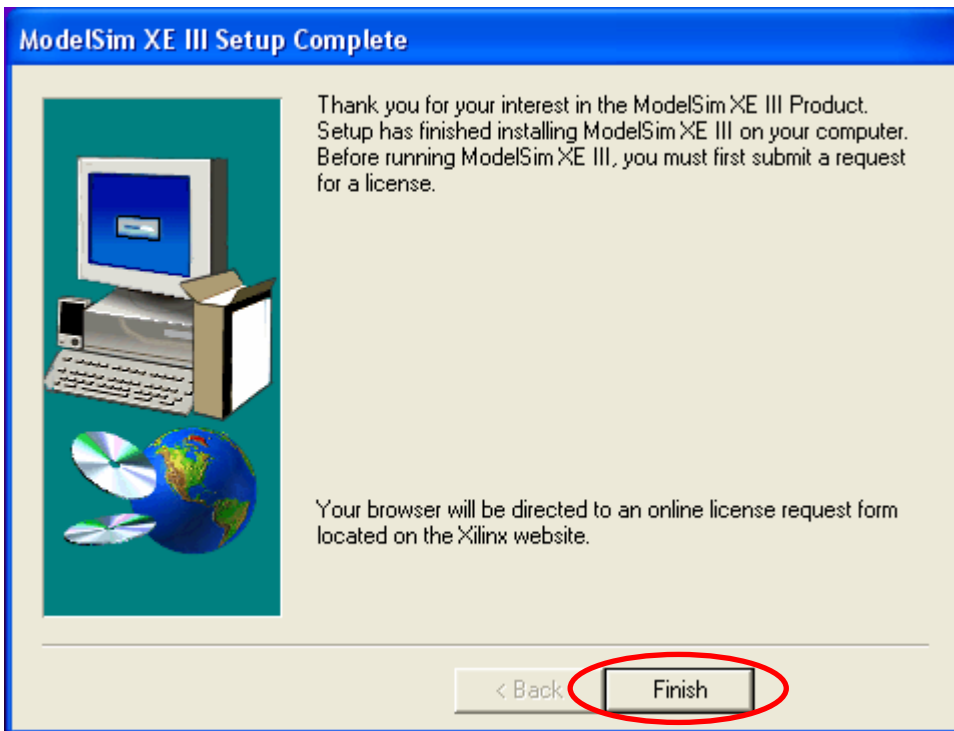 ModelSim XE III Setup Complete
Thank you for your interest in the ModelSim XE III Product.
Setup has finished installing ModelSim XE III on your computer.
Before running ModelSim XE III, you must first submit a request
for a license.
Your browser will be directed to an online license request form
located on the Xilinx website.
< Back
Finish